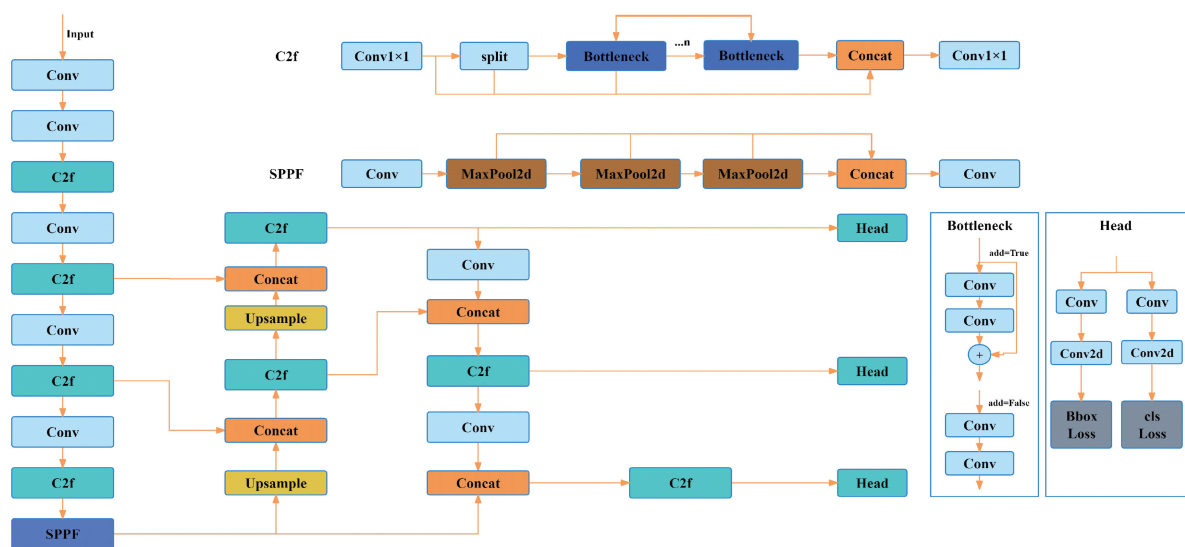 Input
Conv
Conv
C2f
Conv
C2f
Conv
C2f
Conv
C2f
SPPF
C2f
Conv1×1
split
Bottleneck
...n
Bottleneck
Concat
Conv1×1
SPPF
Conv
MaxPool2d
MaxPool2d
MaxPool2d
Concat
Conv
C2f
Concat
Upsample
C2f
Concat
Upsample
Conv
Concat
C2f
Conv
Concat
C2f
Head
Head
Head
Bottleneck
add=True
Conv
Conv
+
add=False
Conv
Conv
Head
Conv
Conv
Conv2d
Conv2d
Bbox
Loss
cls
Loss